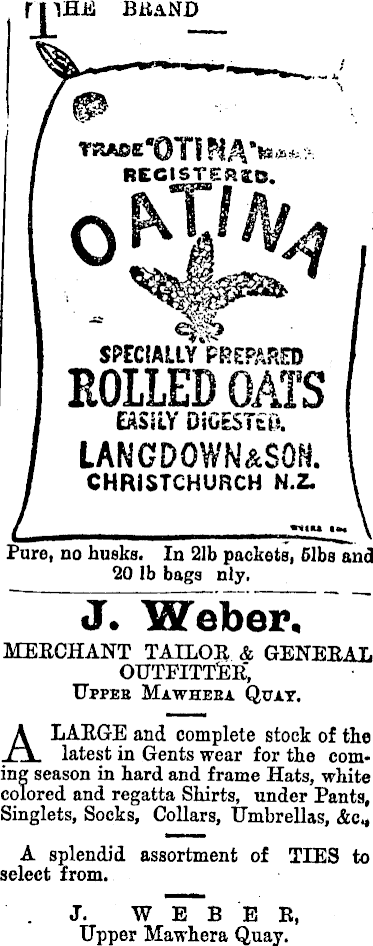 THE BRAND
TRADE "OTINA" MARK
REGISTERED.
OATINA
SPECIALLY PREPARED
ROLLED OATS
EASILY DIGESTED.
LANGDOWN & SON.
CHRISTCHURCH N.Z.
Pure, no husks. In 2lb packets, 5lbs and
20 lb bags nly.
J. Weber,
MERCHANT TAILOR & GENERAL
OUTFITTER,
UPPER MAWHERA QUAY.
A LARGE and complete stock of the
latest in Gents wear for the com-
ing season in hard and frame Hats, white
colored and regatta Shirts, under Pants,
Singlets, Socks, Collars, Umbrellas, &c.,
A splendid assortment of TIES to
select from.
J. WEBER,
Upper Mawhera Quay.